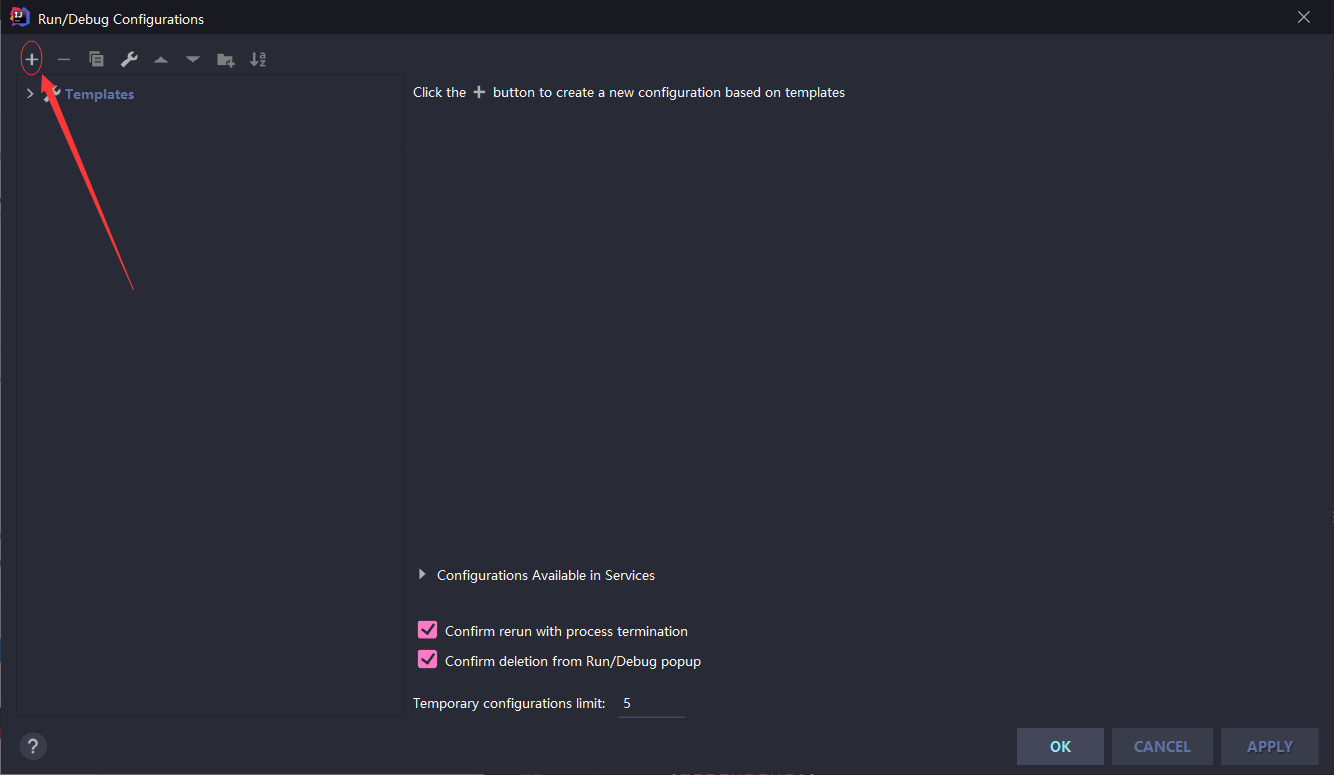 Run/Debug Configurations
Templates
Click the + button to create a new configuration based on templates
Configurations Available in Services
Confirm rerun with process termination
Confirm deletion from Run/Debug popup
Temporary configurations limit: 5
?
OK CANCEL APPLY